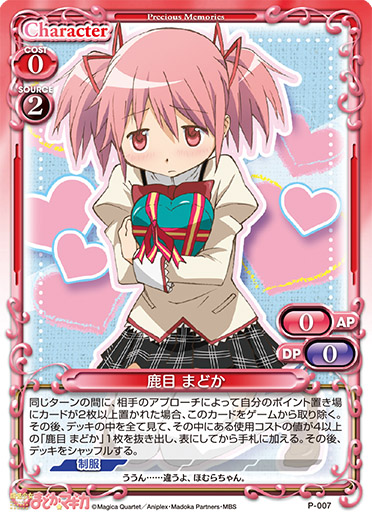 Precious Memories
Character
COST
0
SOURCE
2
0 AP
DP 0
鹿目 まどか
同じターンの間に、相手のアプローチによって自分のポイント置き場
にカードが2枚以上置かれた場合、このカードをゲームから取り除く。
その後、デッキの中を全て見て、その中にある使用コストの値が4以上
の「鹿目 まどか」1枚を抜き出し、表にしてから手札に加える。その後、
デッキをシャッフルする。
制服
ううん……違うよ、ほむらちゃん。
まどか☆マギカ
©Magica Quartet／Aniplex・Madoka Partners・MBS
P-007